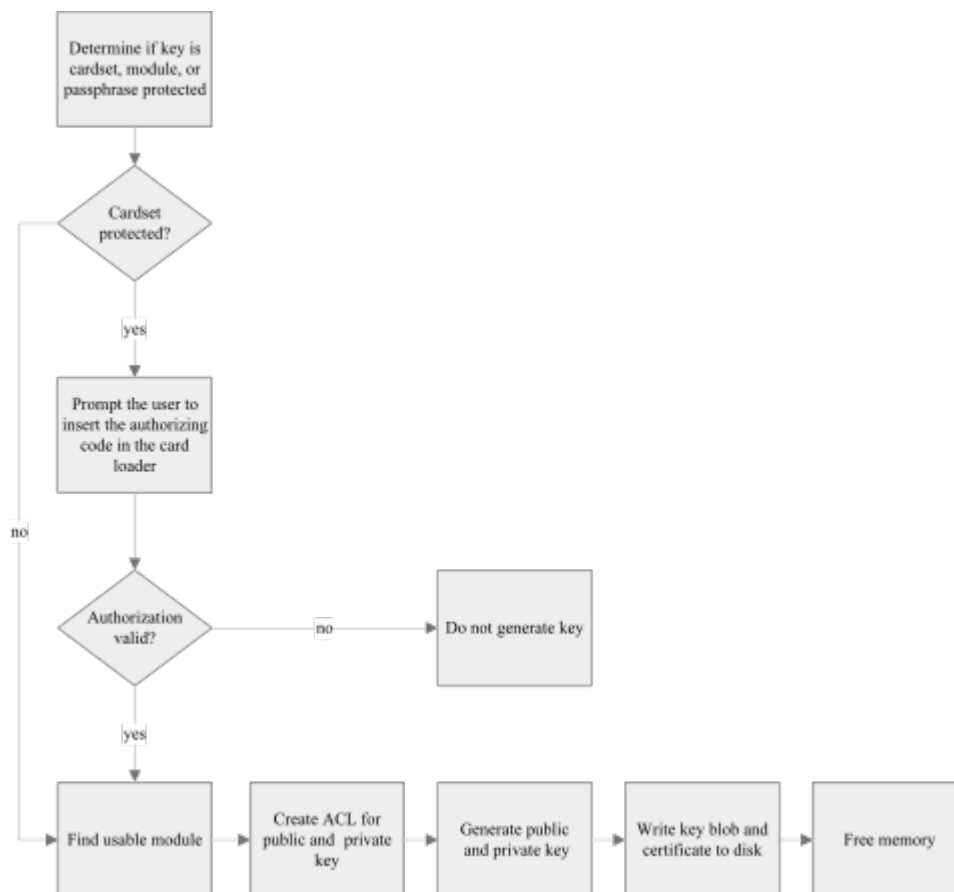 Determine if key is
cardset, module, or
passphrase protected
Cardset
protected?
yes
Prompt the user to
insert the authorizing
code in the card
loader
no
Authorization
valid?
no
Do not generate key
yes
Find usable module
Create ACL for
public and private
key
Generate public
and private key
Write key blob and
certificate to disk
Free memory